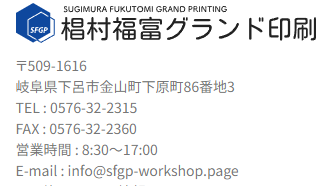 SUGIMURA FUKUTOMI GRAND PRINTING
SFGP
椙村福富グランド印刷
〒509-1616
岐阜県下呂市金山町下原町86番地3
TEL : 0576-32-2315
FAX : 0576-32-2360
営業時間 : 8:30～17:00
E-mail : info@sfgp-workshop.page